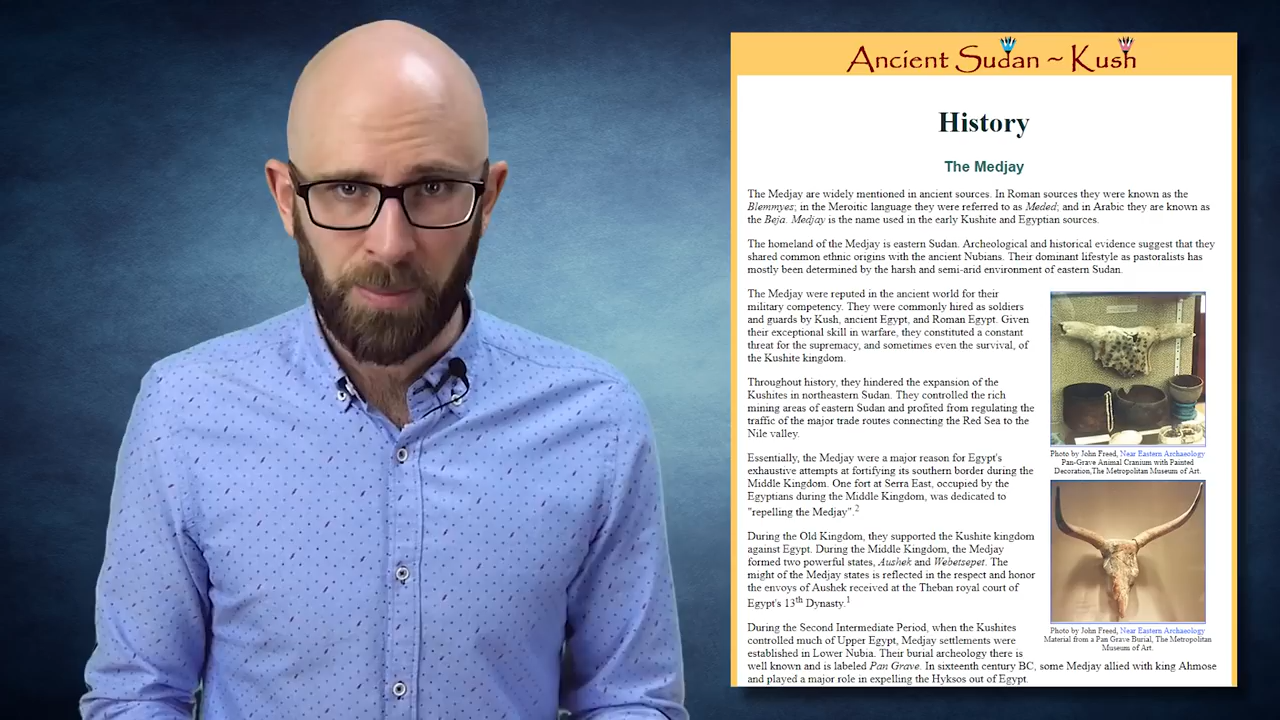 Ancient Sudan ~ Kush
History
The Medjay
The Medjay are widely mentioned in ancient sources. In Roman sources they were known as the
Blemmyes; in the Meroitic language they were referred to as Meded; and in Arabic they are known as
the Beja. Medjay is the name used in the early Kushite and Egyptian sources.
The homeland of the Medjay is eastern Sudan. Archeological and historical evidence suggest that they
shared common ethnic origins with the ancient Nubians. Their dominant lifestyle as pastoralists has
mostly been determined by the harsh and semi-arid environment of eastern Sudan.
The Medjay were reputed in the ancient world for their
military competency. They were commonly hired as soldiers
and guards by Kush, ancient Egypt, and Roman Egypt. Given
their exceptional skill in warfare, they constituted a constant
threat for the supremacy, and sometimes even the survival, of
the Kushite kingdom.
Throughout history, they hindered the expansion of the
Kushites in northeastern Sudan. They controlled the rich
mining areas of eastern Sudan and profited from regulating the
traffic of the major trade routes connecting the Red Sea to the
Nile valley.
Essentially, the Medjay were a major reason for Egypt's
exhaustive attempts at fortifying its southern border during the
Middle Kingdom. One fort at Serra East, occupied by the
Egyptians during the Middle Kingdom, was dedicated to
"repelling the Medjay".2
During the Old Kingdom, they supported the Kushite kingdom
against Egypt. During the Middle Kingdom, the Medjay
formed two powerful states, Aushek and Webetsepet. The
might of the Medjay states is reflected in the respect and honor
the envoys of Aushek received at the Theban royal court of
Egypt's 13th Dynasty.1
During the Second Intermediate Period, when the Kushites
controlled much of Upper Egypt, Medjay settlements were
established in Lower Nubia. Their burial archeology there is
well known and is labeled Pan Grave. In sixteenth century BC, some Medjay allied with king Ahmose
and played a major role in expelling the Hyksos out of Egypt.
Photo by John Freed, Near Eastern Archaeology
Pan-Grave Animal Cranium with Painted
Decoration,The Metropolitan Museum of Art.
Photo by John Freed, Near Eastern Archaeology
Material from a Pan Grave Burial, The Metropolitan
Museum of Art.